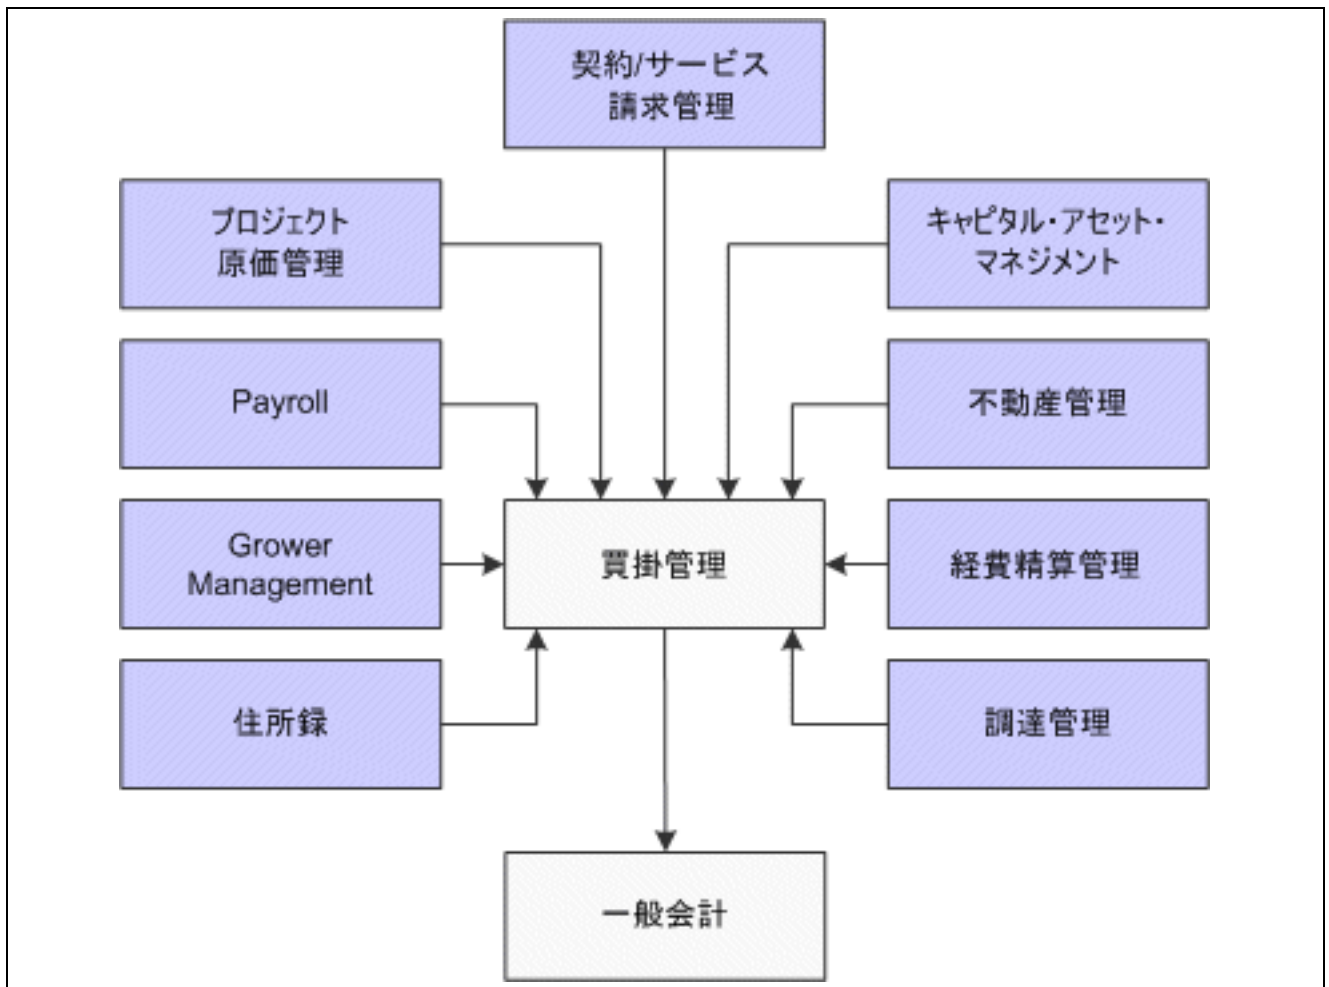 契約/サービス
請求管理
プロジェクト
原価管理
キャピタル・アセット・
マネジメント
Payroll
不動産管理
Grower
Management
買掛管理
経費精算管理
住所録
調達管理
一般会計